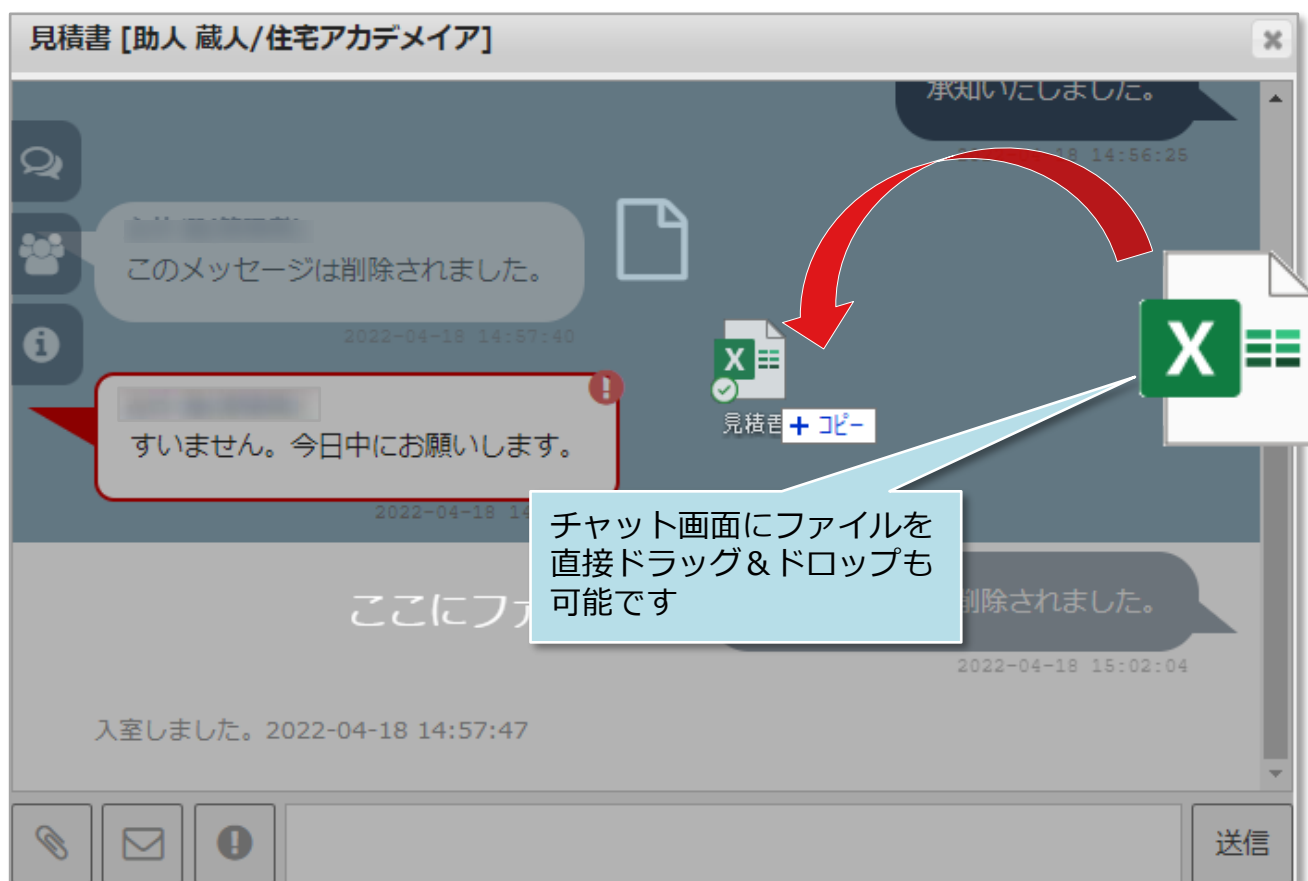 見積書 [助人 蔵人/住宅アカデメイア]
承知いたしました。
14:56:25
このメッセージは削除されました。
2022-04-18 14:57:40
すいません。今日中にお願いします。
2022-04-18
見積書
+ コピー
チャット画面にファイルを
直接ドラッグ&ドロップも
可能です
ここにファ
削除されました。
2022-04-18 15:02:04
入室しました。2022-04-18 14:57:47
送信